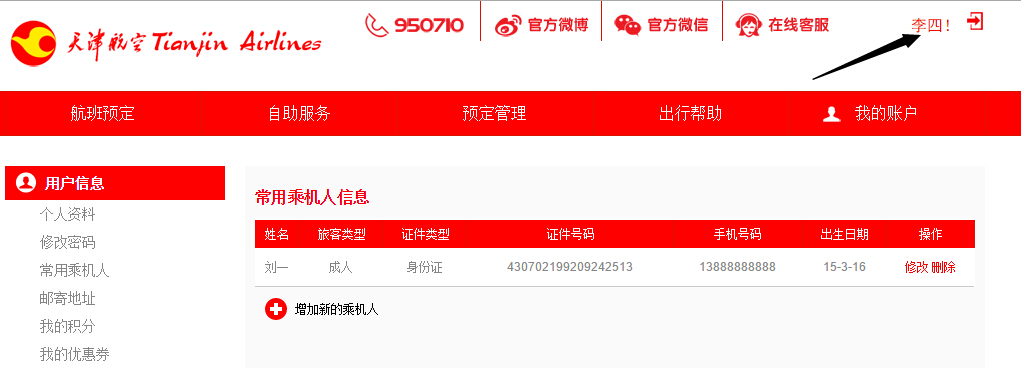 天津航空 Tianjin Airlines
950710 官方微博 官方微信 在线客服 李四！
航班预定 自助服务 预定管理 出行帮助 我的账户
用户信息
个人资料
修改密码
常用乘机人
邮寄地址
我的积分
我的优惠券
常用乘机人信息
姓名 旅客类型 证件类型 证件号码 手机号码 出生日期 操作
刘一 成人 身份证 430702199209242513 13888888888 15-3-16 修改 删除
增加新的乘机人